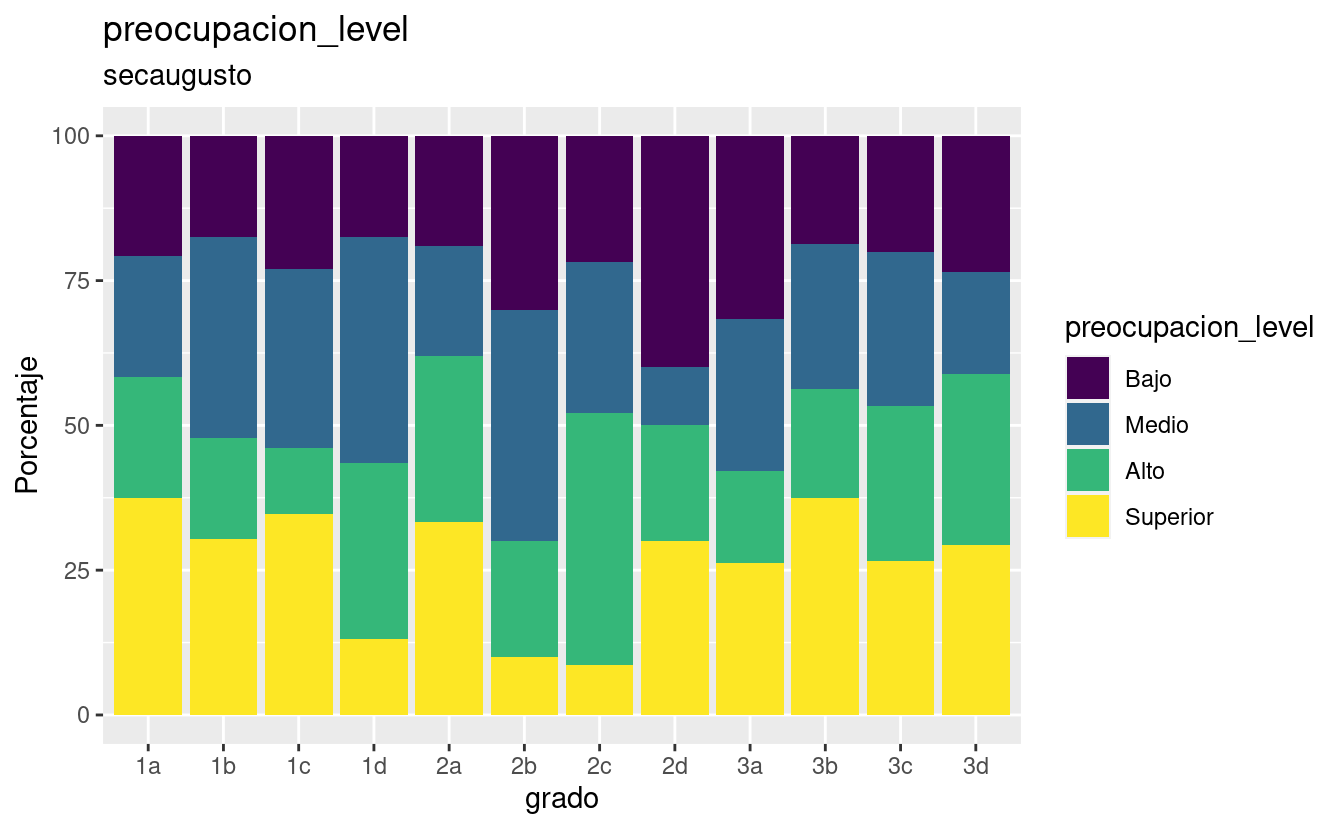 preocupacion_level
secaugusto
100
75
50
25
0
Porcentaje
1a 1b 1c 1d 2a 2b 2c 2d 3a 3b 3c 3d
grado
preocupacion_level
Bajo
Medio
Alto
Superior